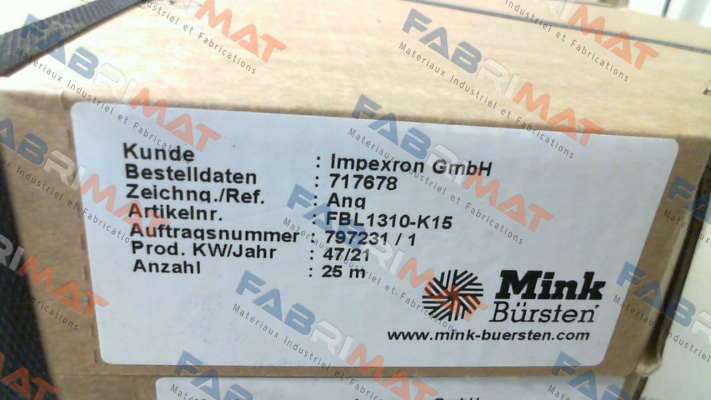 Kunde : Impexron GmbH
Bestelldaten : 717678
Zeichng./Ref. : Ang
Artikelnr. : FBL1310-K15
Auftragsnummer : 797231 / 1
Prod. KW/Jahr : 47/21
Anzahl : 25 m
Mink
Bürsten
www.mink-buersten.com
FABRIMAT
Matériaux Industriel et Fabrications